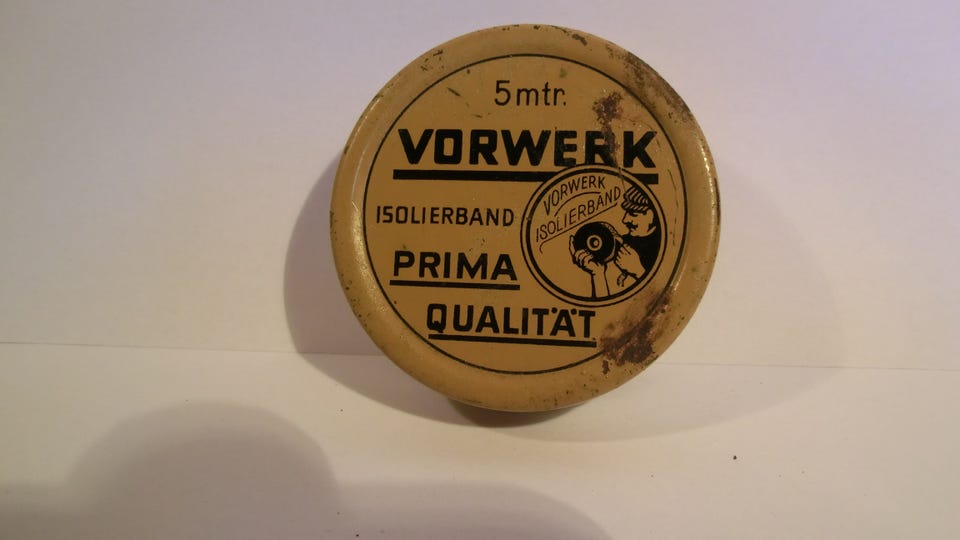 5mtr.
VORWERK
ISOLIERBAND
PRIMA
QUALITÄT
VORWERK
ISOLIERBAND